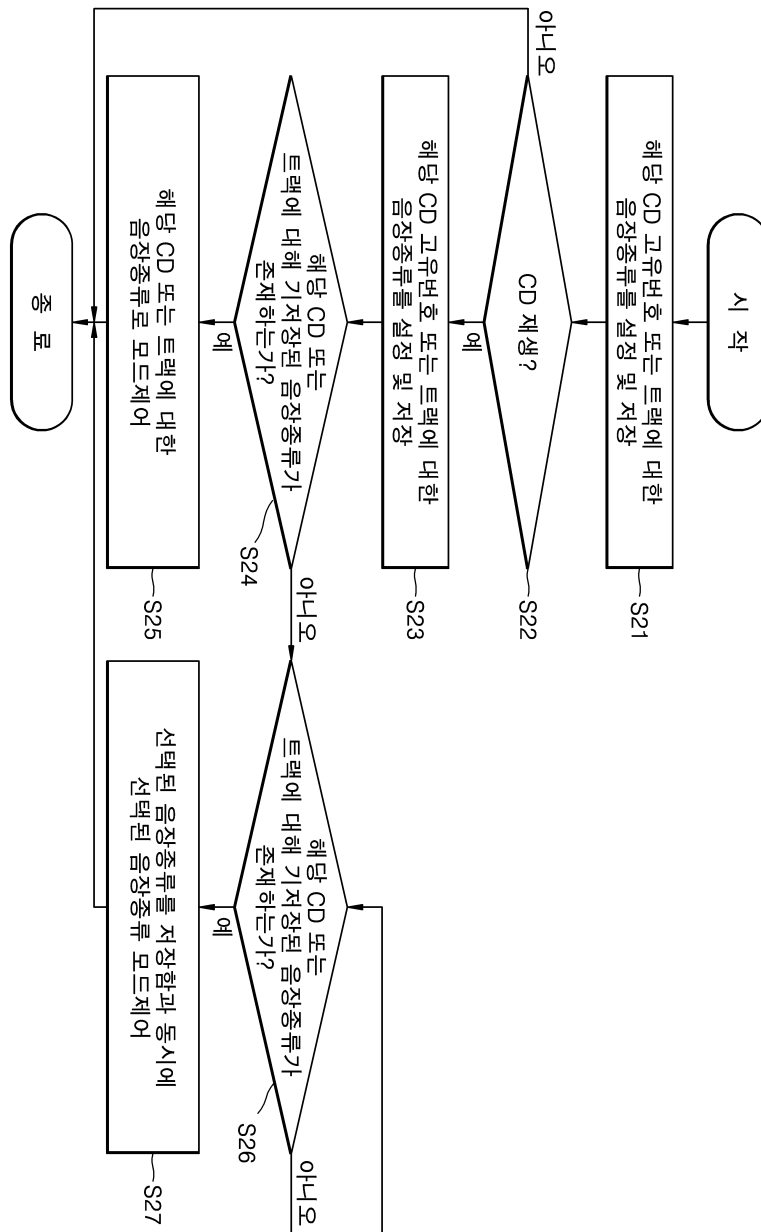 시 작
해당 CD 고유번호 또는 트랙에 대한
음장종류를 설정 및 저장
S21
CD 재생?
S22
아니오
예
해당 CD 고유번호 또는 트랙에 대한
음장종류를 설정 및 저장
S23
해당 CD 또는
트랙에 대해 기저장된 음장종류가
존재하는가?
S24
아니오
예
해당 CD 또는 트랙에 대한
음장종류로 모드제어
S25
해당 CD 또는
트랙에 대해 기저장된 음장종류가
존재하는가?
S26
아니오
예
선택된 음장종류를 저장함과 동시에
선택된 음장종류 모드제어
S27
종 료